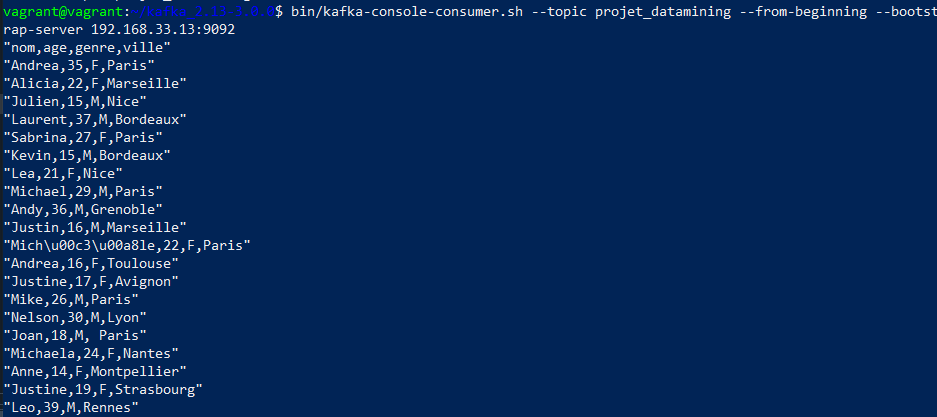 vagrant@vagrant:~/kafka_2.13-3.8.0$ bin/kafka-console-consumer.sh --topic projet_datamining --from-beginning --bootst
rap-server 192.168.33.13:9092
"nom,age,genre,ville"
"Andrea,35,F,Paris"
"Alicia,22,F,Marseille"
"Julien,15,M,Nice"
"Laurent,37,M,Bordeaux"
"Sabrina,27,F,Paris"
"Kevin,15,M,Bordeaux"
"Lea,21,F,Nice"
"Michael,29,M,Paris"
"Andy,36,M,Grenoble"
"Justin,16,M,Marseille"
"Mich\u00c3\u00a8le,22,F,Paris"
"Andrea,16,F,Toulouse"
"Justine,17,F,Avignon"
"Mike,26,M,Paris"
"Nelson,30,M,Lyon"
"Joan,18,M, Paris"
"Michaela,24,F,Nantes"
"Anne,14,F,Montpellier"
"Justine,19,F,Strasbourg"
"Leo,39,M,Rennes"